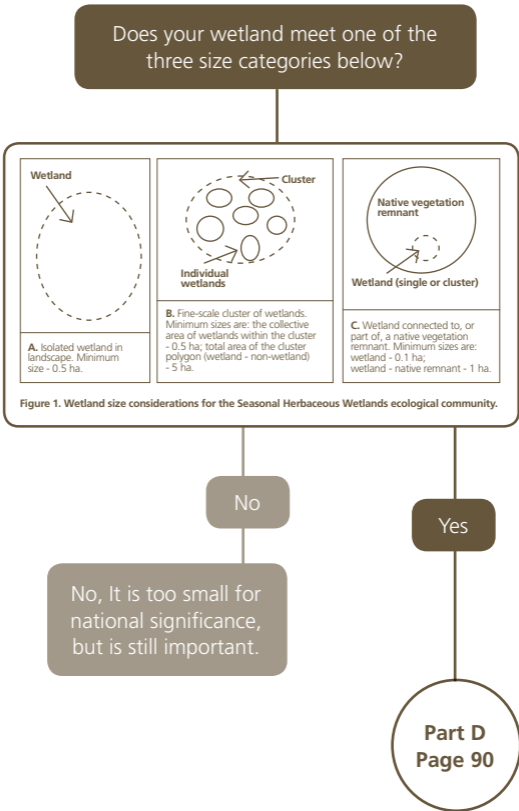 Does your wetland meet one of the
three size categories below?
Wetland
A. Isolated wetland in
landscape. Minimum
size - 0.5 ha.
Cluster
Individual
wetlands
B. Fine-scale cluster of wetlands.
Minimum sizes are: the collective
area of wetlands within the cluster
- 0.5 ha; total area of the cluster
polygon (wetland - non-wetland)
- 5 ha.
Native vegetation
remnant
Wetland (single or cluster)
C. Wetland connected to, or
part of, a native vegetation
remnant. Minimum sizes are:
wetland - 0.1 ha;
wetland - native remnant - 1 ha.
Figure 1. Wetland size considerations for the Seasonal Herbaceous Wetlands ecological community.
No
No, It is too small for
national significance,
but is still important.
Yes
Part D
Page 90